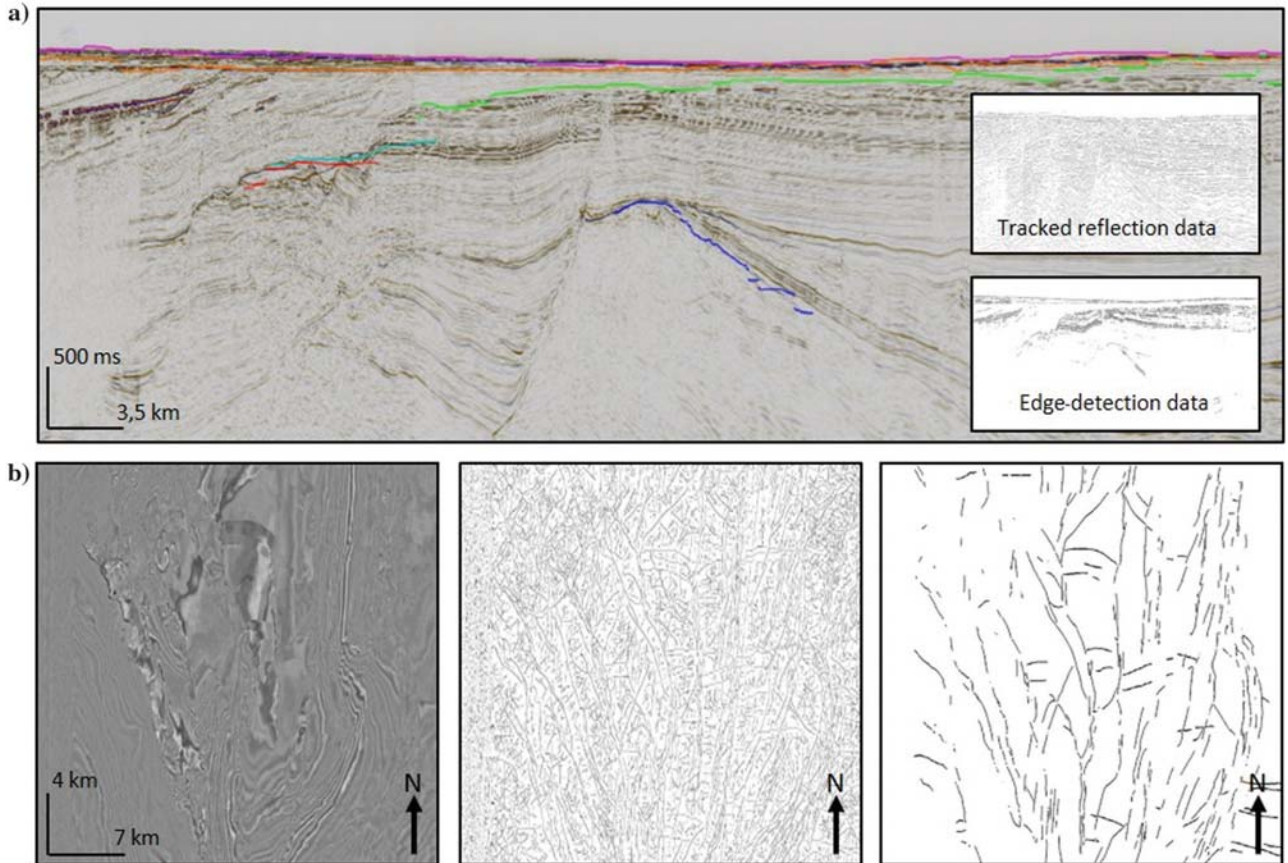 a)
Tracked reflection data
Edge-detection data
500 ms
3,5 km
b)
4 km
7 km
N
N
N